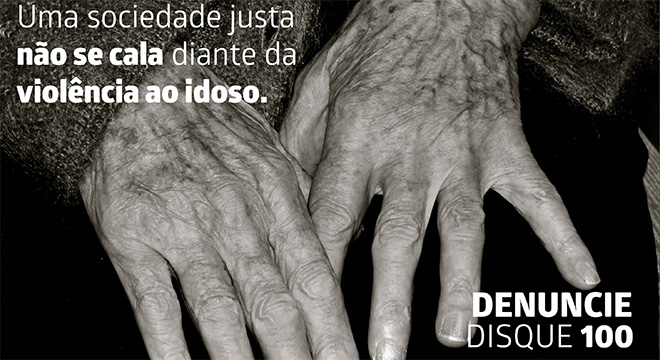 Uma sociedade justa
não se cala diante da
violência ao idoso.
DENUNCIE
DISQUE 100